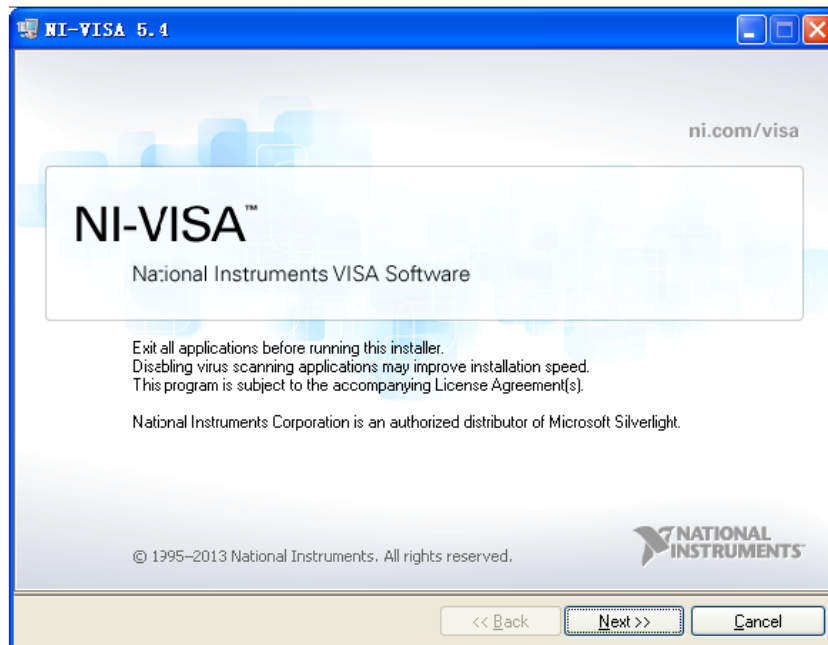 NI-VISA 5.4
ni.com/visa
NI-VISA™
National Instruments VISA Software
Exit all applications before running this installer.
Disabling virus scanning applications may improve installation speed.
This program is subject to the accompanying License Agreement(s).
National Instruments Corporation is an authorized distributor of Microsoft Silverlight.
© 1995–2013 National Instruments. All rights reserved.
NATIONAL
INSTRUMENTS™
<< Back Next >> Cancel